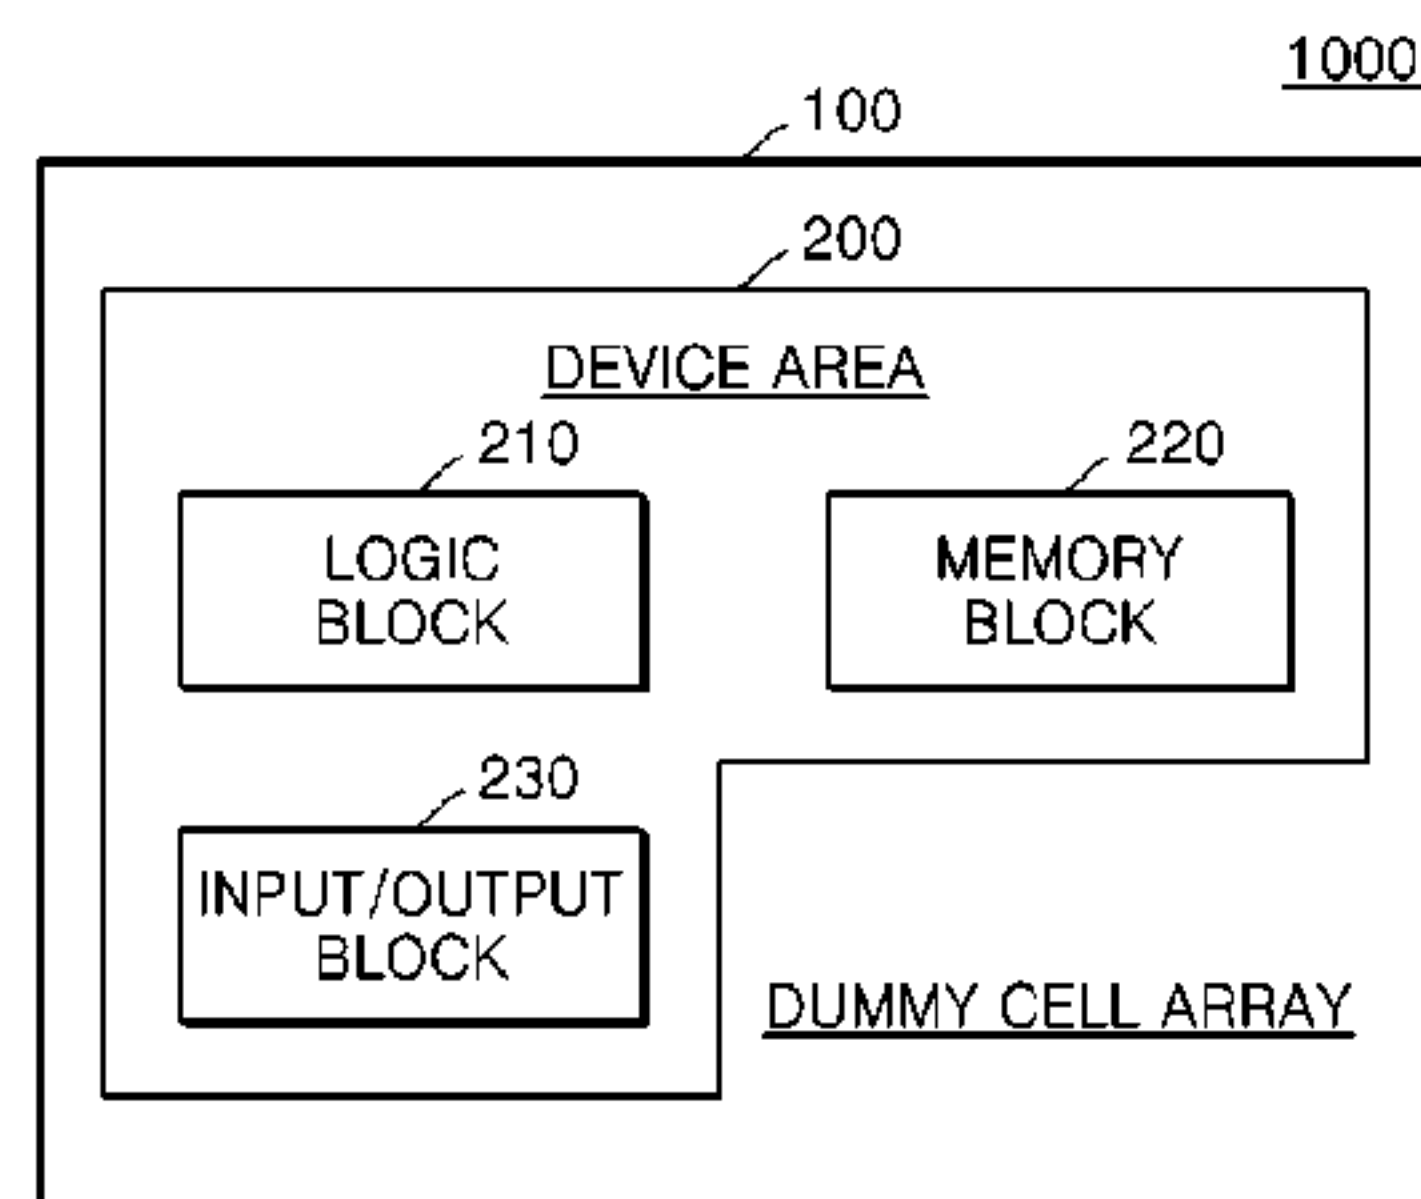 1000
100
200
DEVICE AREA
210
220
LOGIC
BLOCK
MEMORY
BLOCK
230
INPUT/OUTPUT
BLOCK
DUMMY CELL ARRAY